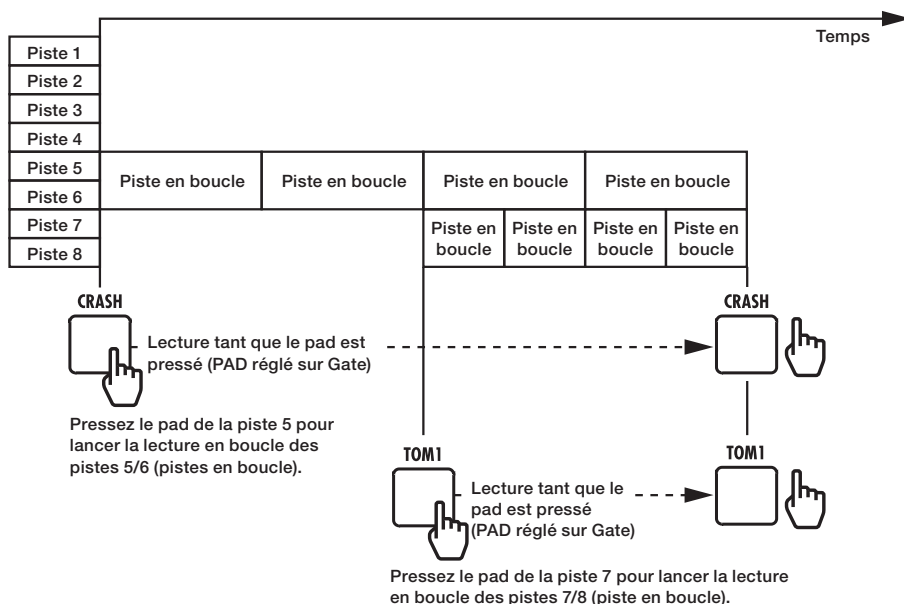 Temps
Piste 1
Piste 2
Piste 3
Piste 4
Piste 5
Piste 6
Piste 7
Piste 8
Piste en boucle Piste en boucle Piste en boucle Piste en boucle
Piste en Piste en Piste en Piste en
boucle boucle boucle boucle
CRASH
Lecture tant que le pad est
pressé (PAD réglé sur Gate)
CRASH
Pressez le pad de la piste 5 pour
lancer la lecture en boucle des
pistes 5/6 (pistes en boucle).
TOM1
Lecture tant que le
pad est pressé
(PAD réglé sur Gate)
TOM1
Pressez le pad de la piste 7 pour lancer la lecture
en boucle des pistes 7/8 (piste en boucle).